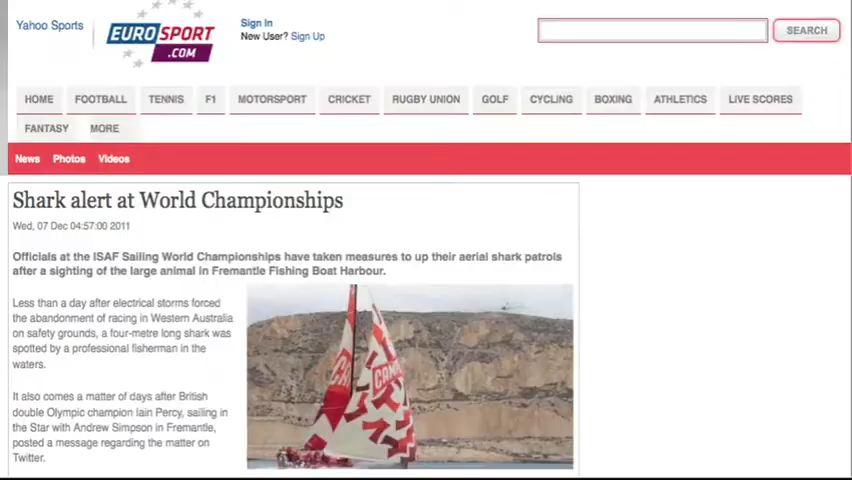 Yahoo Sports
EUROSPORT
.COM
Sign In
New User? Sign Up
SEARCH
HOME FOOTBALL TENNIS F1 MOTORSPORT CRICKET RUGBY UNION GOLF CYCLING BOXING ATHLETICS LIVE SCORES
FANTASY MORE
News Photos Videos
Shark alert at World Championships
Wed, 07 Dec 04:57:00 2011
Officials at the ISAF Sailing World Championships have taken measures to up their aerial shark patrols
after a sighting of the large animal in Fremantle Fishing Boat Harbour.
Less than a day after electrical storms forced
the abandonment of racing in Western Australia
on safety grounds, a four-metre long shark was
spotted by a professional fisherman in the
waters.
It also comes a matter of days after British
double Olympic champion Iain Percy, sailing in
the Star with Andrew Simpson in Fremantle,
posted a message regarding the matter on
Twitter.